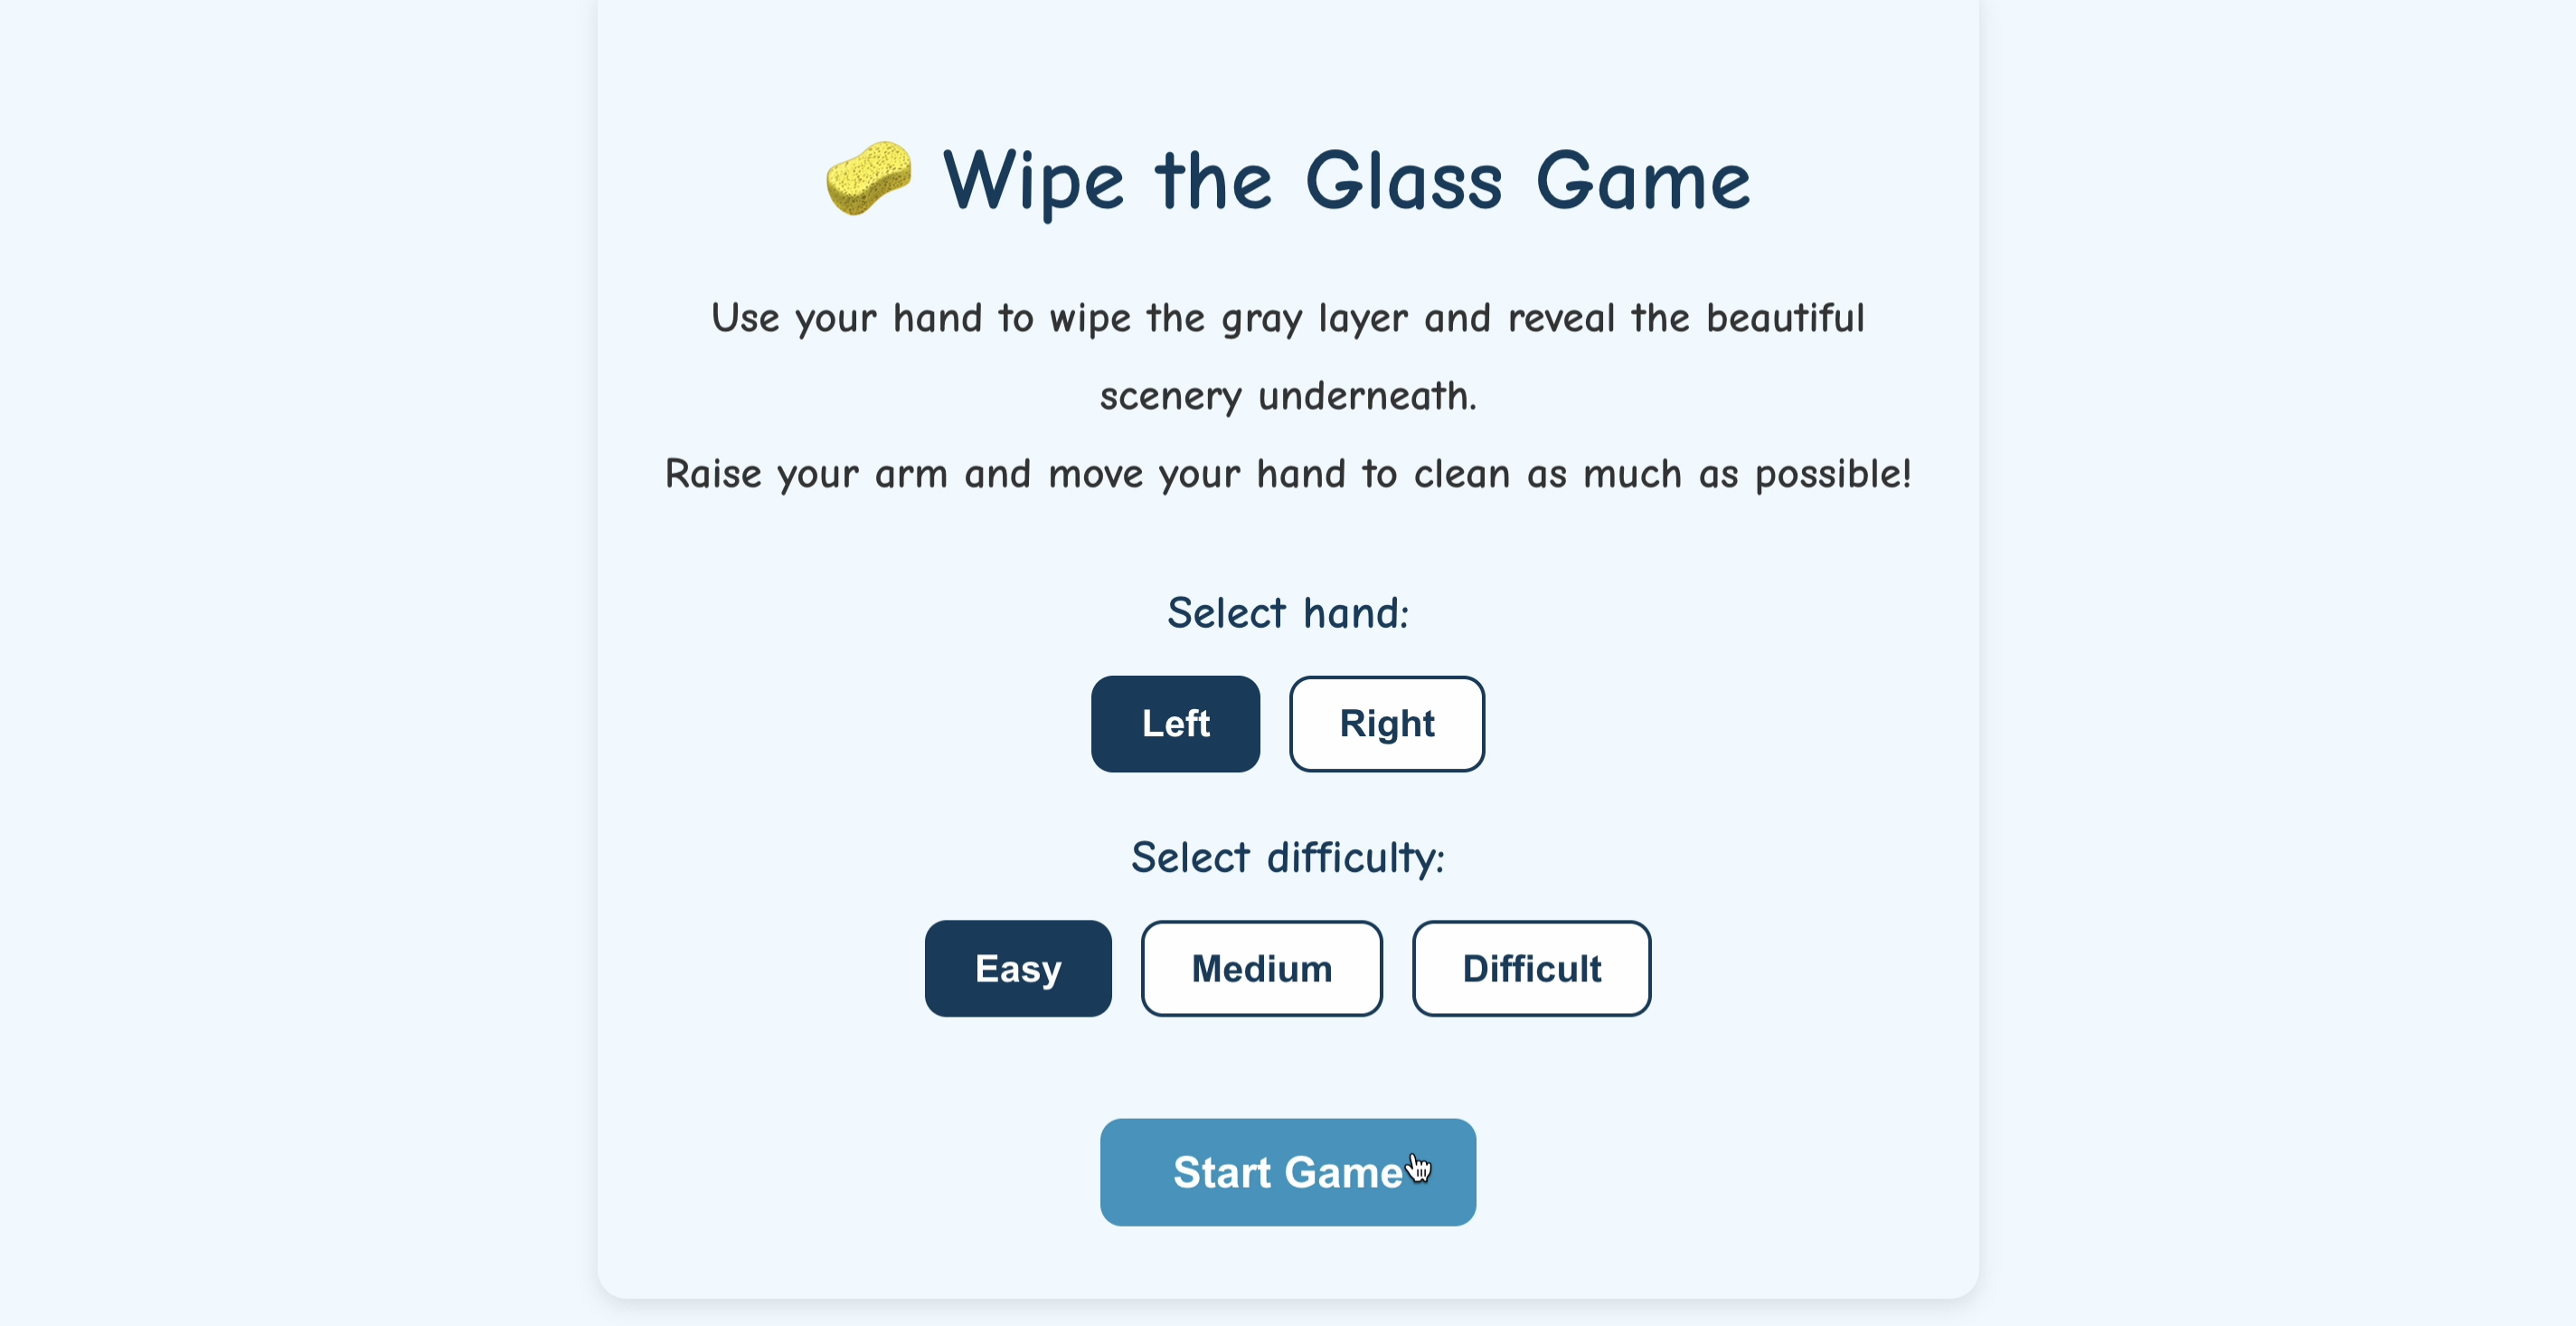 Wipe the Glass Game
Use your hand to wipe the gray layer and reveal the beautiful
scenery underneath.
Raise your arm and move your hand to clean as much as possible!
Select hand:
Left Right
Select difficulty:
Easy Medium Difficult
Start Game